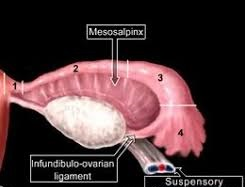 Mesosalpinx
1
2
3
4
Infundibulo-ovarian
ligament
Suspensory